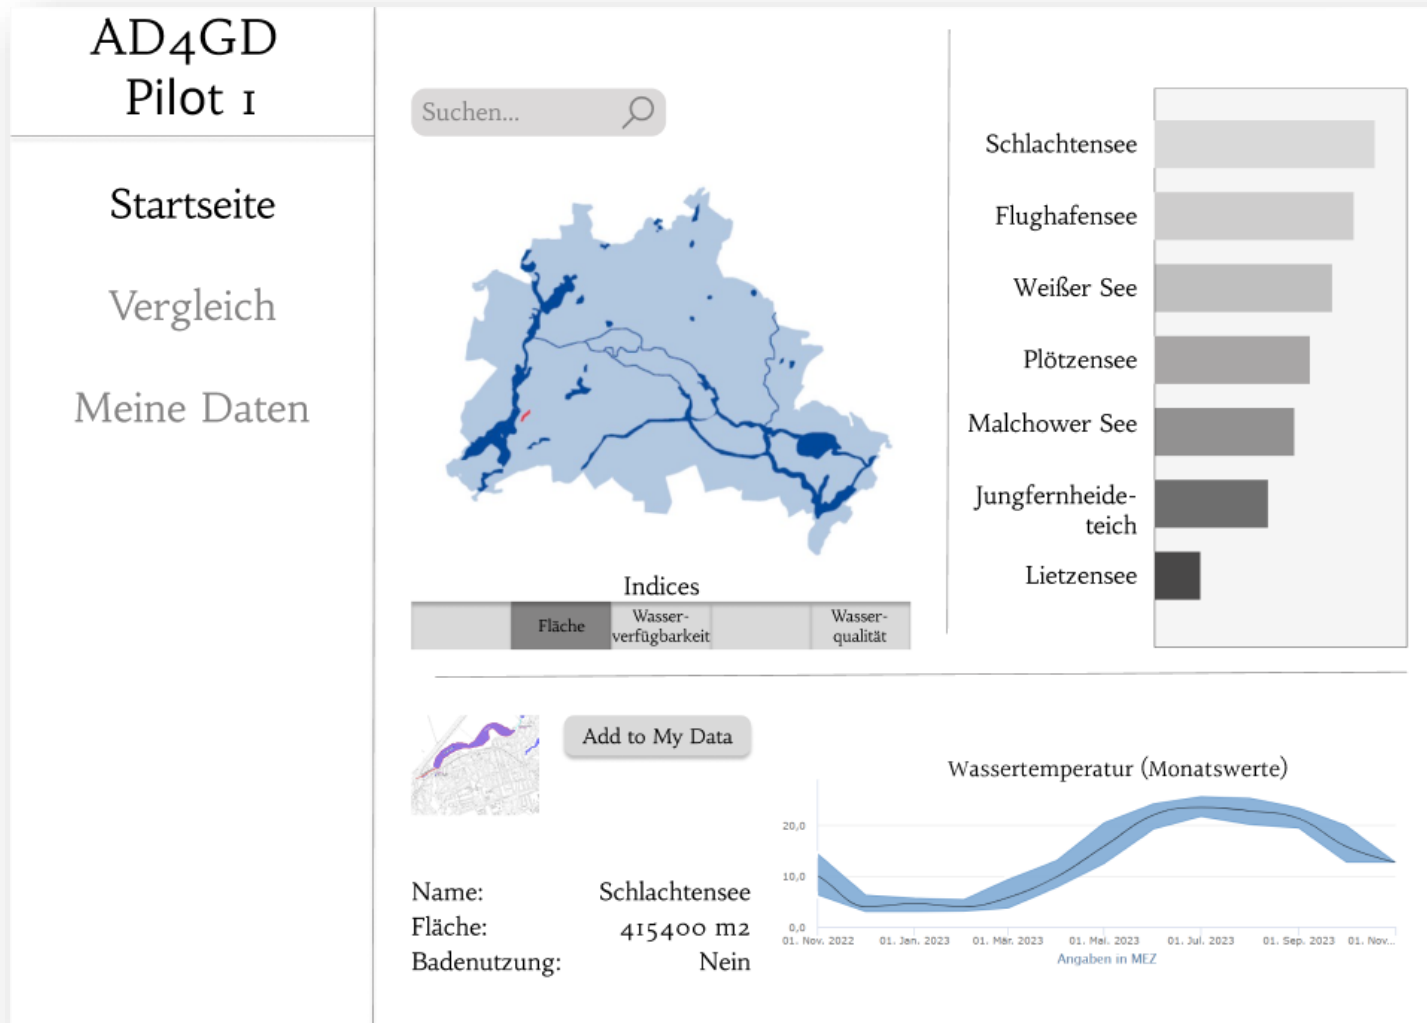 AD4GD
Pilot 1
Startseite
Vergleich
Meine Daten
Suchen...
Indices
Fläche
Wasser-
verfügbarkeit
Wasser-
qualität
Schlachtensee
Flughafensee
Weißer See
Plötzensee
Malchower See
Jungfernheide-
teich
Lietzensee
Add to My Data
Name: Schlachtensee
Fläche: 415400 m2
Badenutzung: Nein
Wassertemperatur (Monatswerte)
20,0
10,0
0,0
01. Nov. 2022 01. Jan. 2023 01. Mär. 2023 01. Mai. 2023 01. Jul. 2023 01. Sep. 2023 01. Nov...
Angaben in MEZ